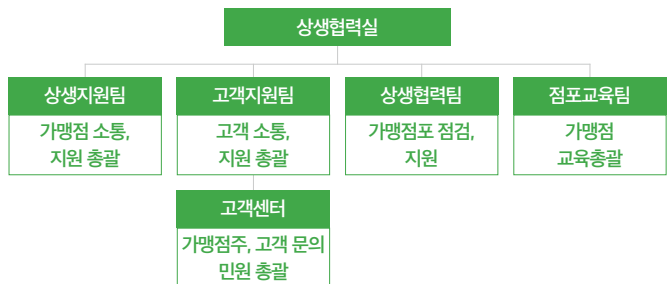 상생협력실
상생지원팀
가맹점 소통,
지원 총괄
고객지원팀
고객 소통,
지원 총괄
상생협력팀
가맹점포 점검,
지원
점포교육팀
가맹점
교육총괄
고객센터
가맹점주, 고객 문의
민원 총괄